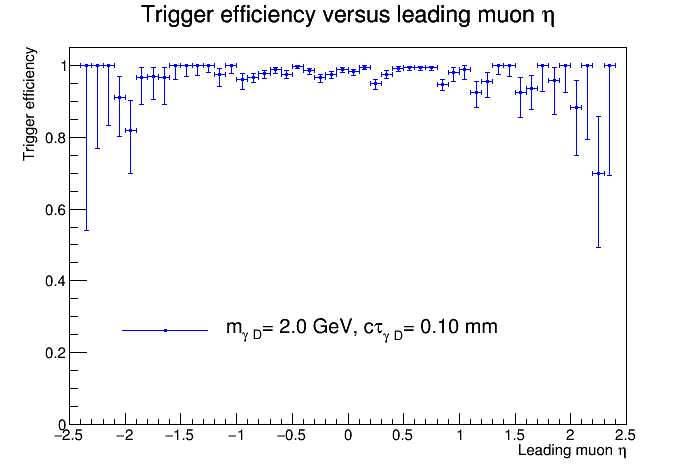 Trigger efficiency versus leading muon η
Trigger efficiency
1
0.8
0.6
0.4
0.2
0
mγ D= 2.0 GeV, cτγ D= 0.10 mm
−2.5 −2 −1.5 −1 −0.5 0 0.5 1 1.5 2 2.5
Leading muon η